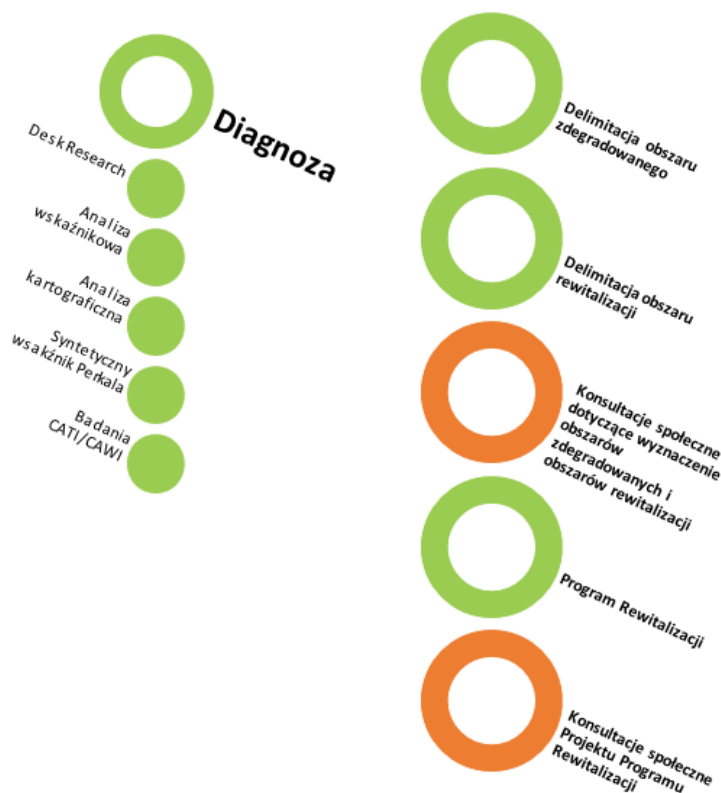 Diagnoza
Desk Research
Analiza
wskaźnikowa
Analiza
kartograficzna
Syntetyczny
wsakźnik Perkala
Badania
CATI/CAWI
Delimitacja obszaru
zdegradowanego
Delimitacja obszaru
rewitalizacji
Konsultacje społeczne
dotyczące wyznaczenie
obszarów
zdegradowanych i
obszarów rewitalizacji
Program Rewitalizacji
Konsultacje społeczne
Projektu Programu
Rewitalizacji